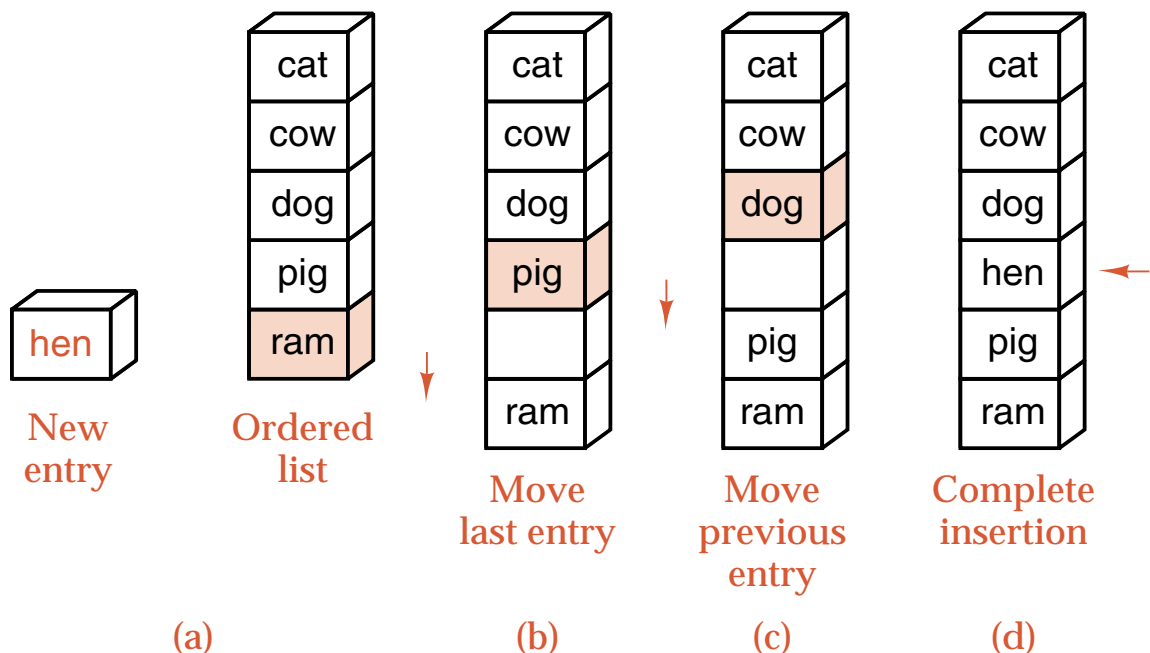 hen
New
entry
cat
cow
dog
pig
ram
Ordered
list
(a)
cat
cow
dog
pig
ram
Move
last entry
(b)
cat
cow
dog
pig
ram
Move
previous
entry
(c)
cat
cow
dog
hen
pig
ram
Complete
insertion
(d)